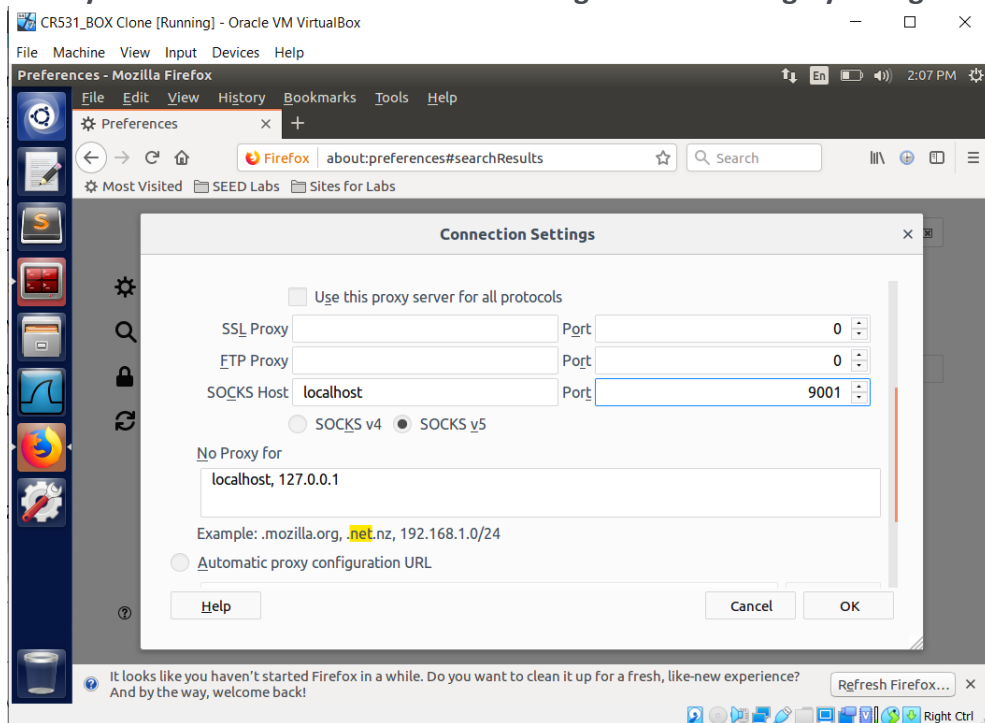 CR531_BOX Clone [Running] - Oracle VM VirtualBox
File Machine View Input Devices Help
Preferences - Mozilla Firefox En 2:07 PM
File Edit View History Bookmarks Tools Help
Preferences
Firefox about:preferences#searchResults Search
Most Visited SEED Labs Sites for Labs
Connection Settings
Use this proxy server for all protocols
SSL Proxy Port 0
FTP Proxy Port 0
SOCKS Host localhost Port 9001
SOCKS v4 SOCKS v5
No Proxy for
localhost, 127.0.0.1
Example: .mozilla.org, .net.nz, 192.168.1.0/24
Automatic proxy configuration URL
Help Cancel OK
It looks like you haven't started Firefox in a while. Do you want to clean it up for a fresh, like-new experience?
And by the way, welcome back!
Refresh Firefox...
Right Ctrl